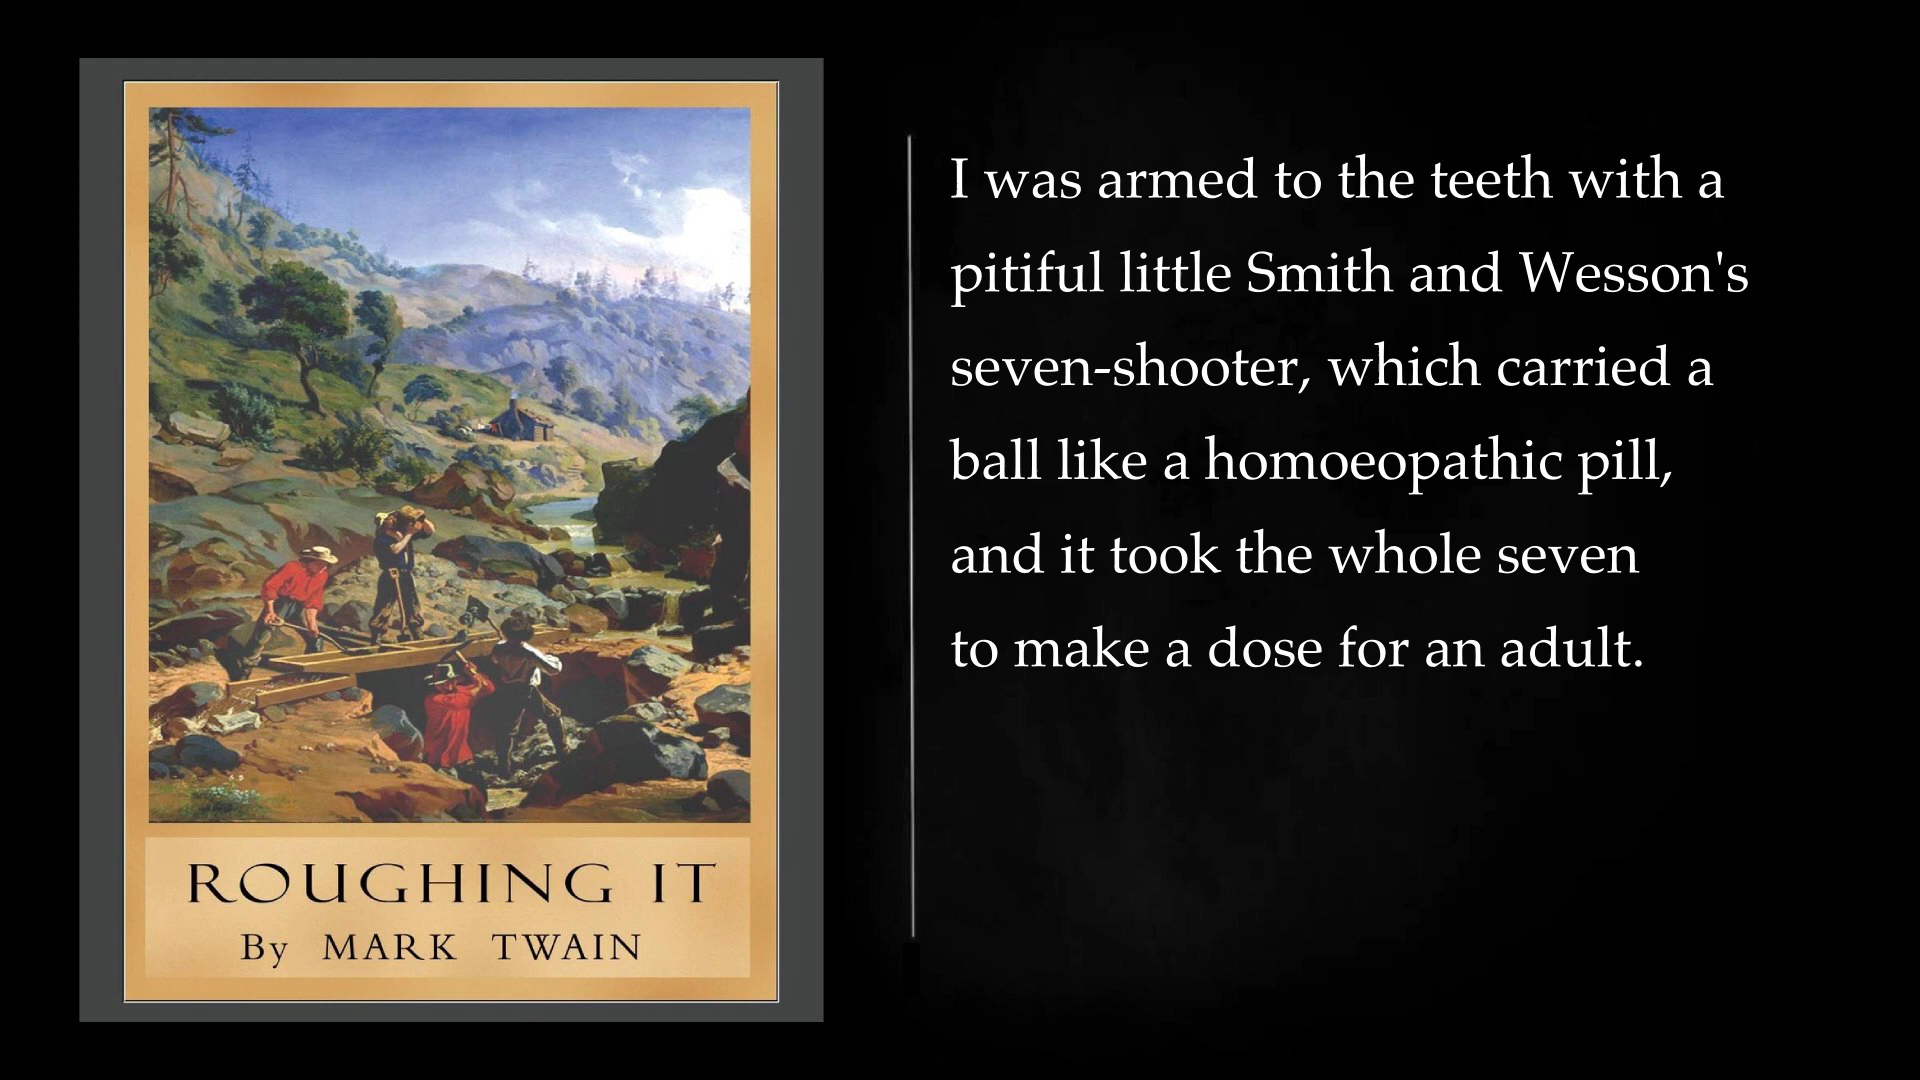 ROUGHING IT
By MARK TWAIN
I was armed to the teeth with a
pitiful little Smith and Wesson's
seven-shooter, which carried a
ball like a homoeopathic pill,
and it took the whole seven
to make a dose for an adult.